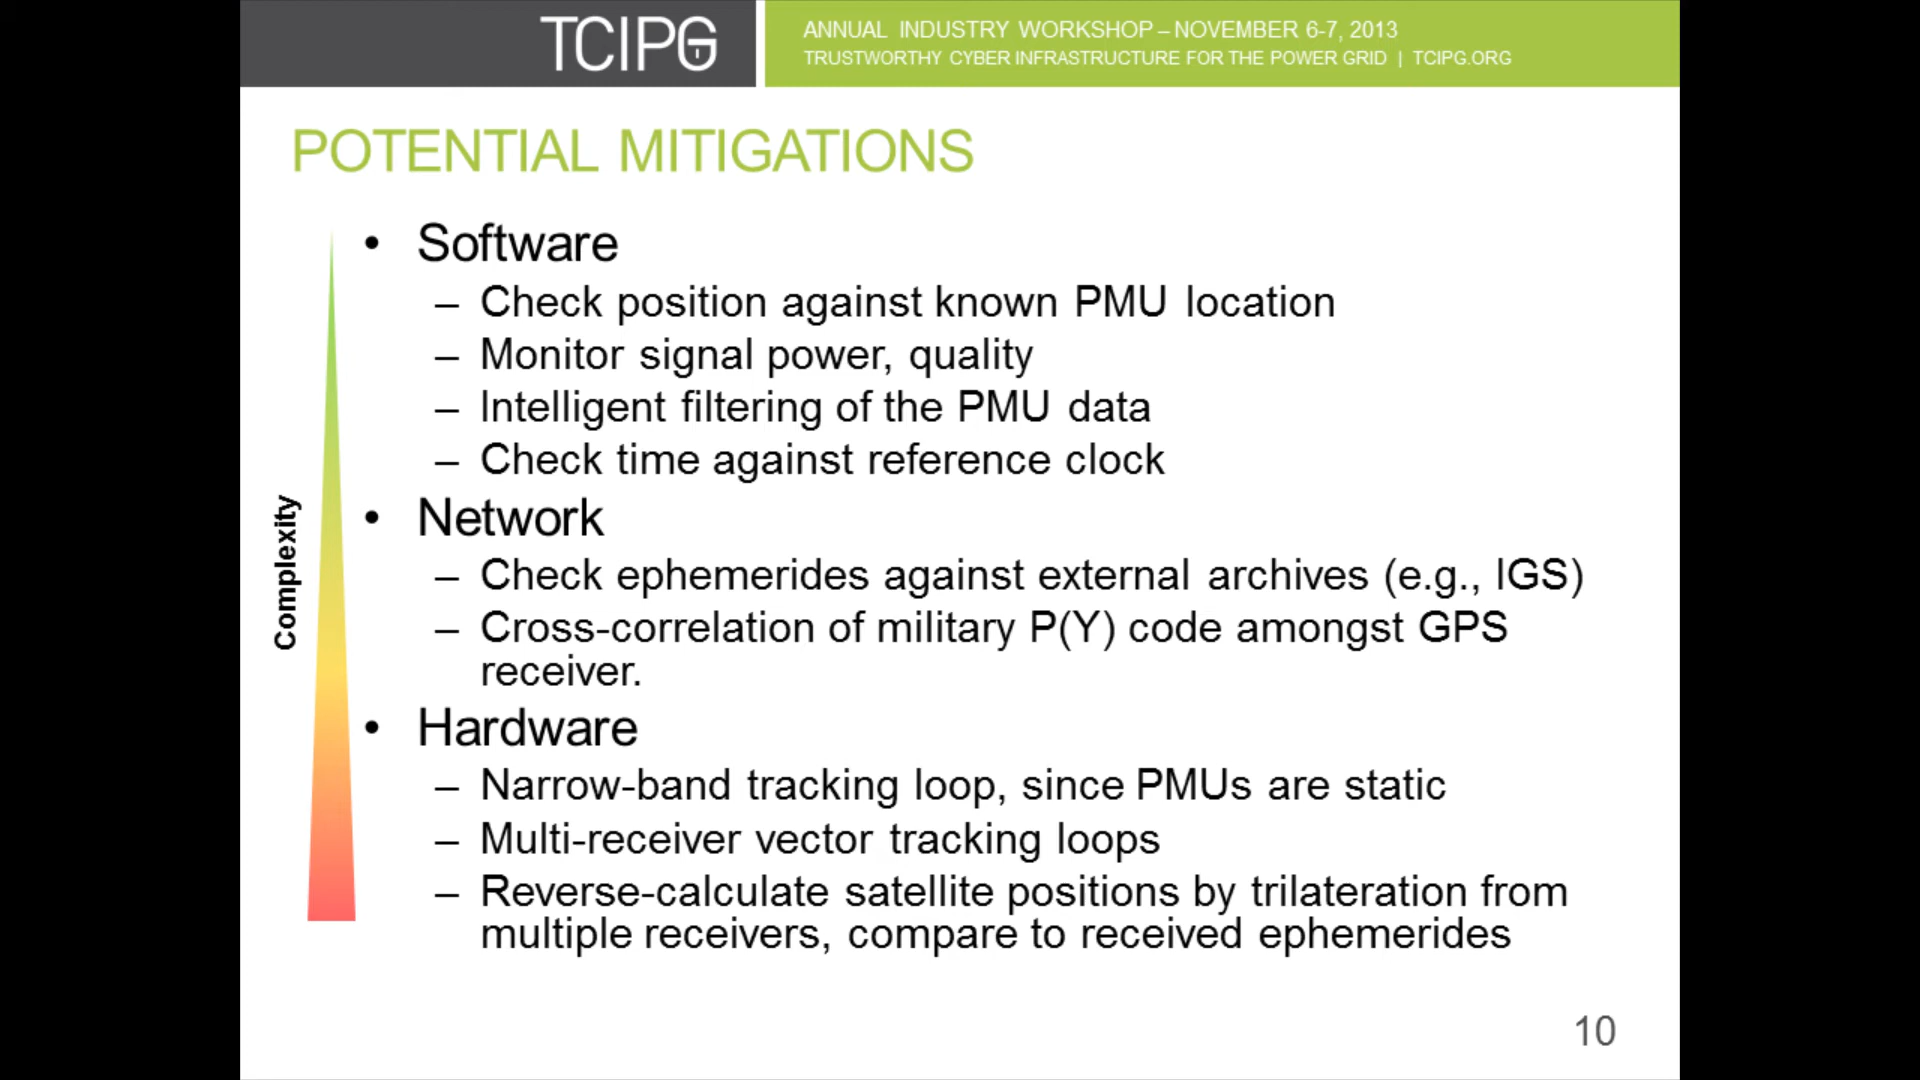 TCIPG
ANNUAL INDUSTRY WORKSHOP – NOVEMBER 6-7, 2013
TRUSTWORTHY CYBER INFRASTRUCTURE FOR THE POWER GRID | TCIPG.ORG
POTENTIAL MITIGATIONS
• Software
– Check position against known PMU location
– Monitor signal power, quality
– Intelligent filtering of the PMU data
– Check time against reference clock
Complexity
• Network
– Check ephemerides against external archives (e.g., IGS)
– Cross-correlation of military P(Y) code amongst GPS
receiver.
• Hardware
– Narrow-band tracking loop, since PMUs are static
– Multi-receiver vector tracking loops
– Reverse-calculate satellite positions by trilateration from
multiple receivers, compare to received ephemerides
10